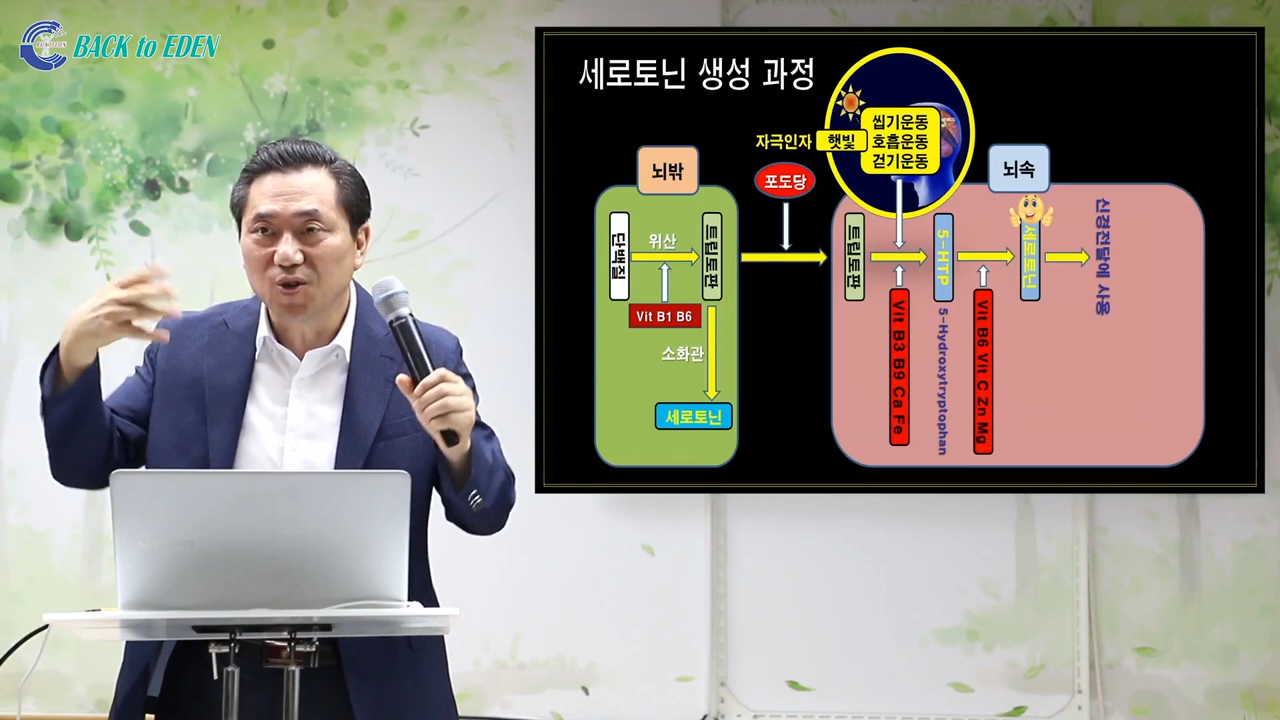 BACK to EDEN
세로토닌 생성 과정
자극인자
햇빛
씹기운동
호흡운동
걷기운동
뇌밖
포도당
뇌속
단백질
위산
트립토판
Vit B1 B6
소화관
세로토닌
트립토판
5-HTP
세로토닌
신경전달에 사용
Vit B3 B9 Ca Fe
5-Hydroxytryptophan
Vit B6 Vit C Zn Mg